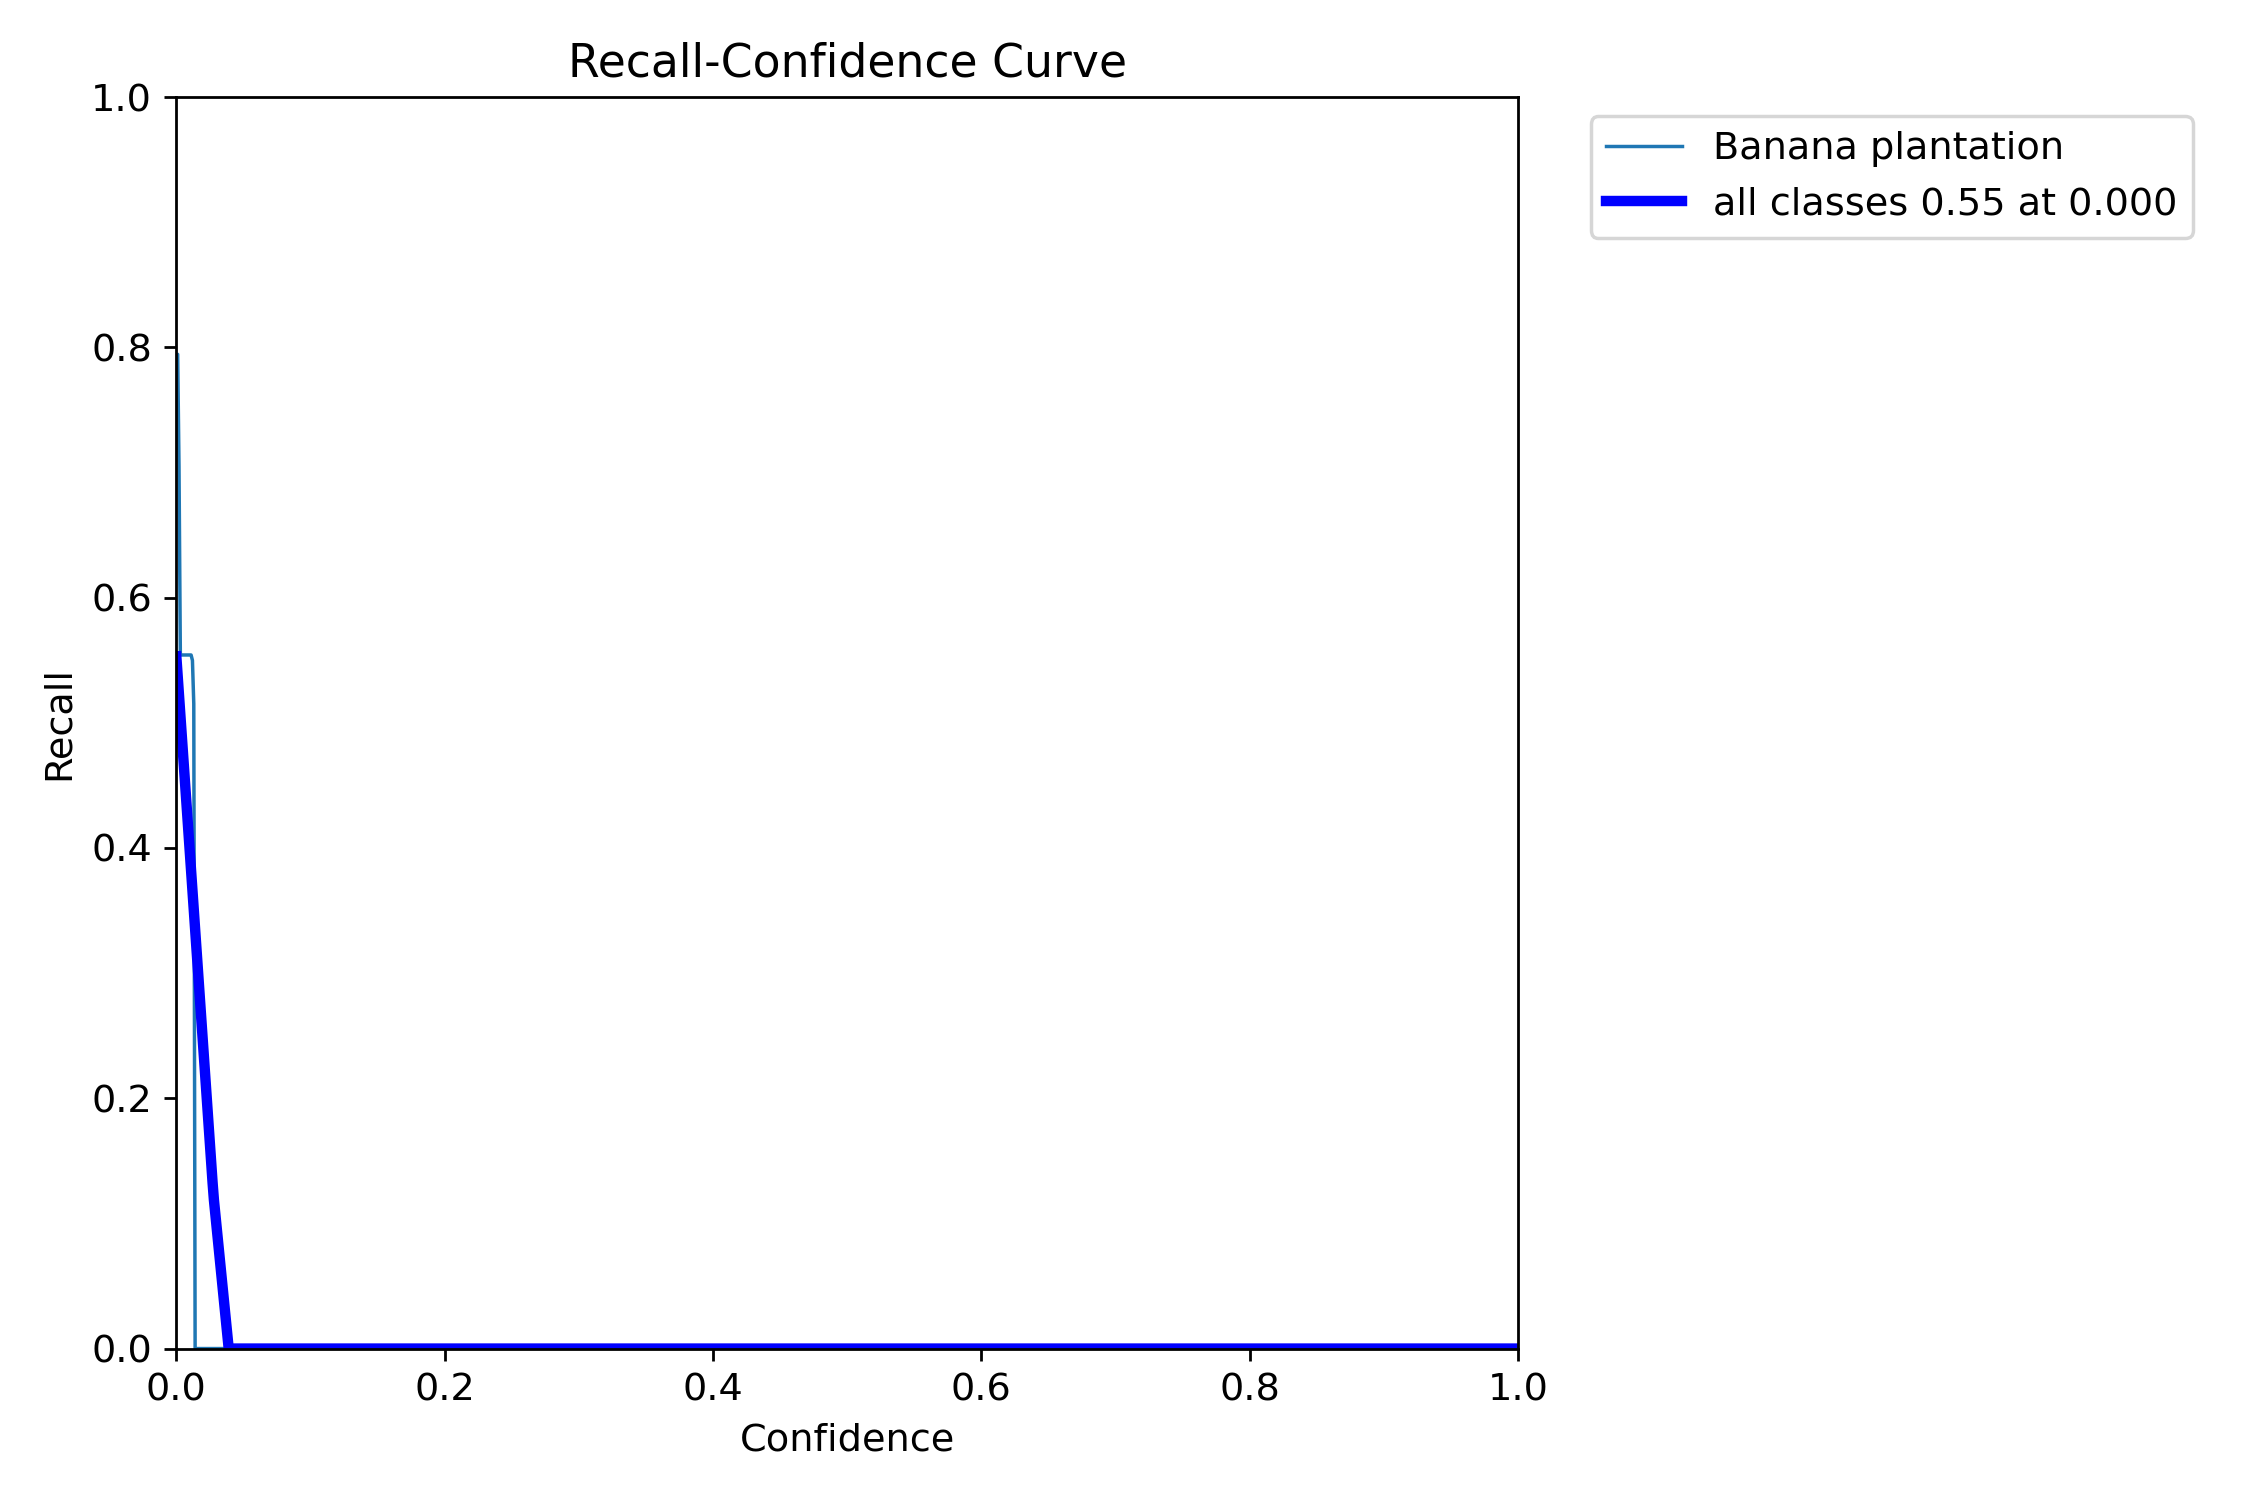 Recall-Confidence Curve
Banana plantation
all classes 0.55 at 0.000
1.0
0.8
0.6
0.4
0.2
0.0
Recall
0.0 0.2 0.4 0.6 0.8 1.0
Confidence